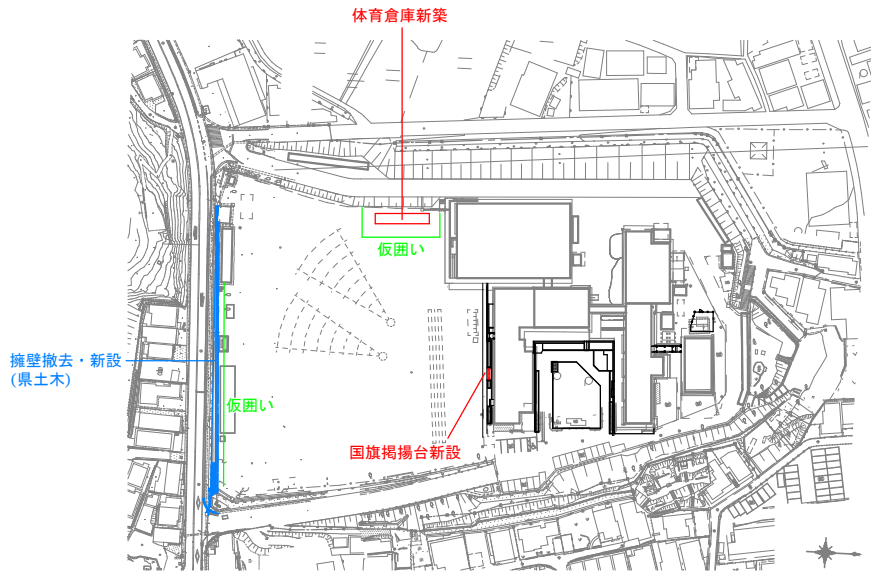 体育倉庫新築
仮囲い
擁壁撤去・新設
(県土木)
仮囲い
国旗掲揚台新設